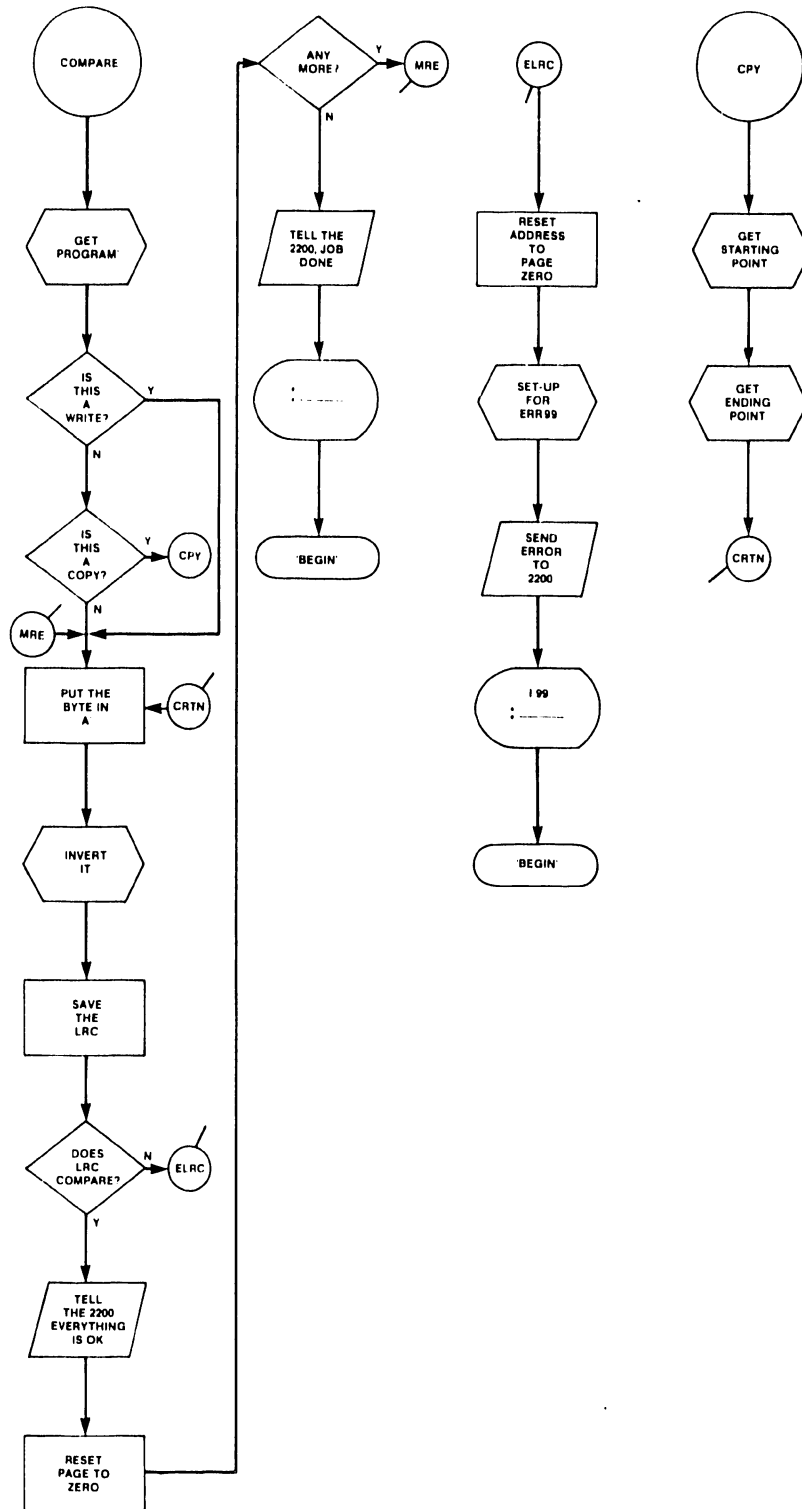 COMPARE
GET
PROGRAM
IS
THIS
A
WRITE?
Y
N
IS
THIS
A
COPY?
Y
CPY
N
MRE
PUT THE
BYTE IN
A
CRTN
INVERT
IT
SAVE
THE
LRC
DOES
LRC
COMPARE?
N
ELRC
Y
TELL
THE 2200
EVERYTHING
IS OK
RESET
PAGE TO
ZERO
ANY
MORE?
Y
MRE
N
TELL THE
2200, JOB
DONE
:
'BEGIN'
ELRC
RESET
ADDRESS
TO
PAGE
ZERO
SET-UP
FOR
ERR 99
SEND
ERROR
TO
2200
199
:
'BEGIN'
CPY
GET
STARTING
POINT
GET
ENDING
POINT
CRTN